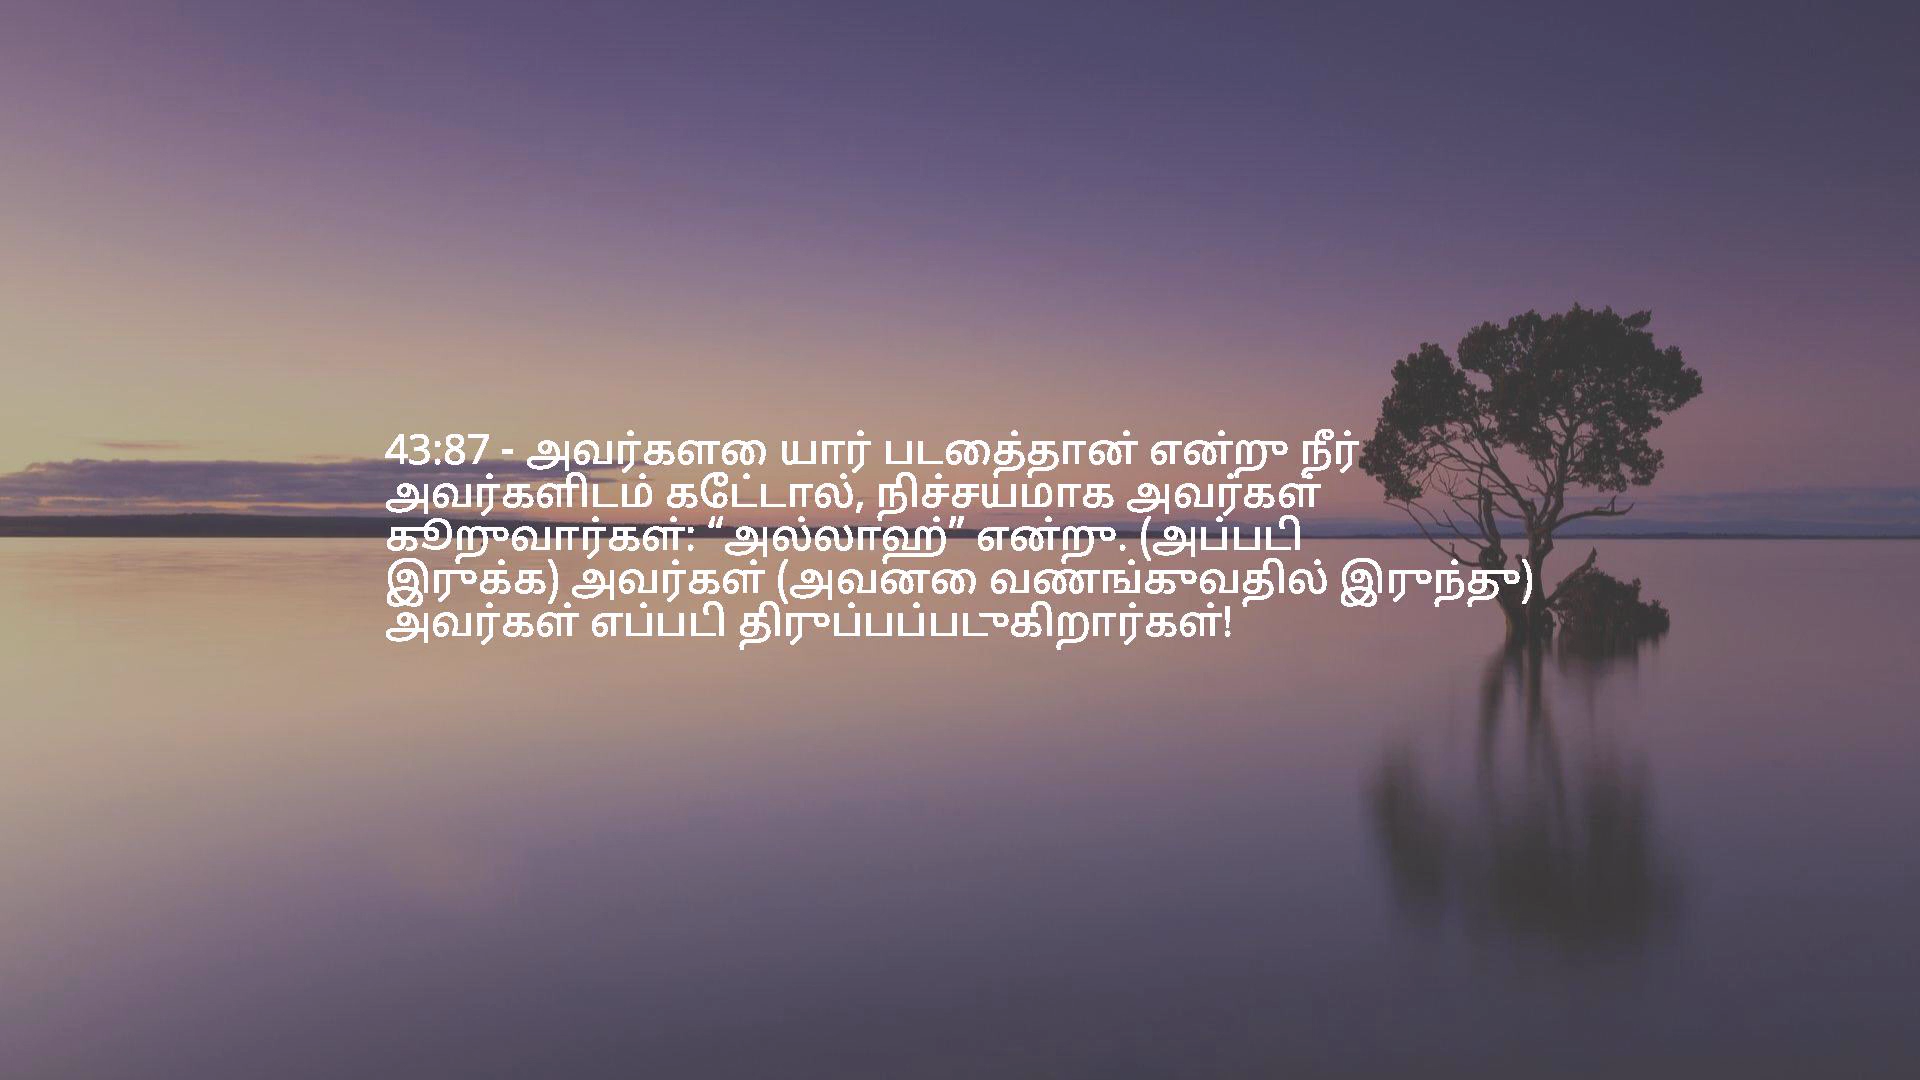 43:87 - அவர்களை யார் படைத்தான் என்று நீர்
அவர்களிடம் கேட்டால், நிச்சயமாக அவர்கள்
கூறுவார்கள்: “அல்லாஹ்” என்று. (அப்படி
இருக்க) அவர்கள் (அவனை வணங்குவதில் இருந்து)
அவர்கள் எப்படி திருப்பப்படுகிறார்கள்!